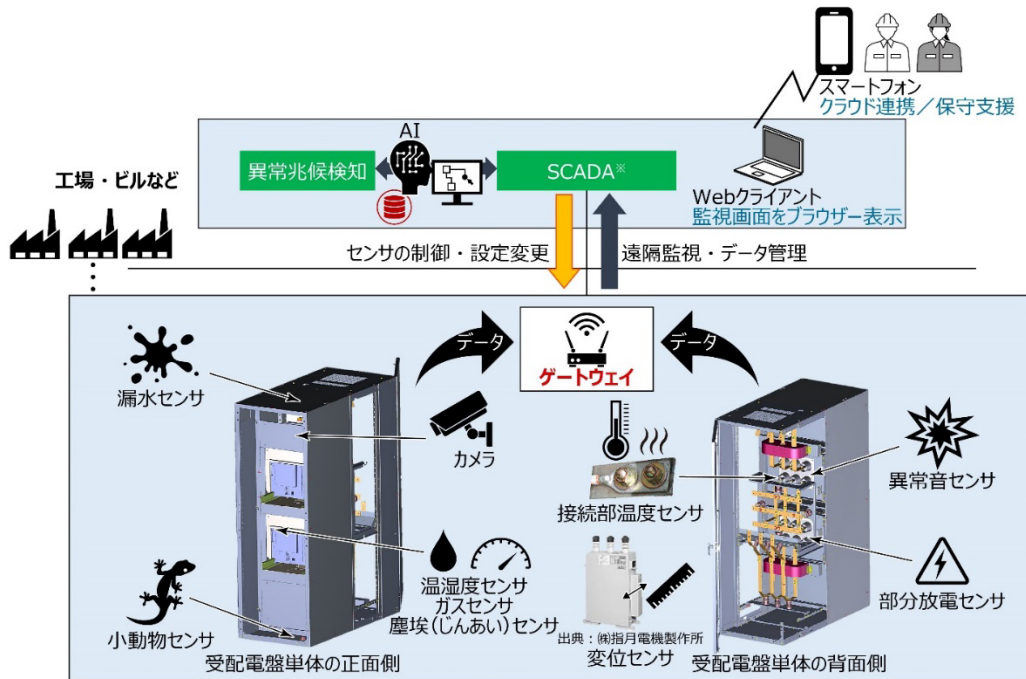 スマートフォン
クラウド連携／保守支援
AI
異常兆候検知
SCADA※
Webクライアント
監視画面をブラウザー表示
工場・ビルなど
センサの制御・設定変更
遠隔監視・データ管理
データ
データ
ゲートウェイ
漏水センサ
カメラ
接続部温度センサ
異常音センサ
温湿度センサ
ガスセンサ
塵埃(じんあい)センサ
小動物センサ
部分放電センサ
出典：㈱指月電機製作所
変位センサ
受配電盤単体の正面側
受配電盤単体の背面側